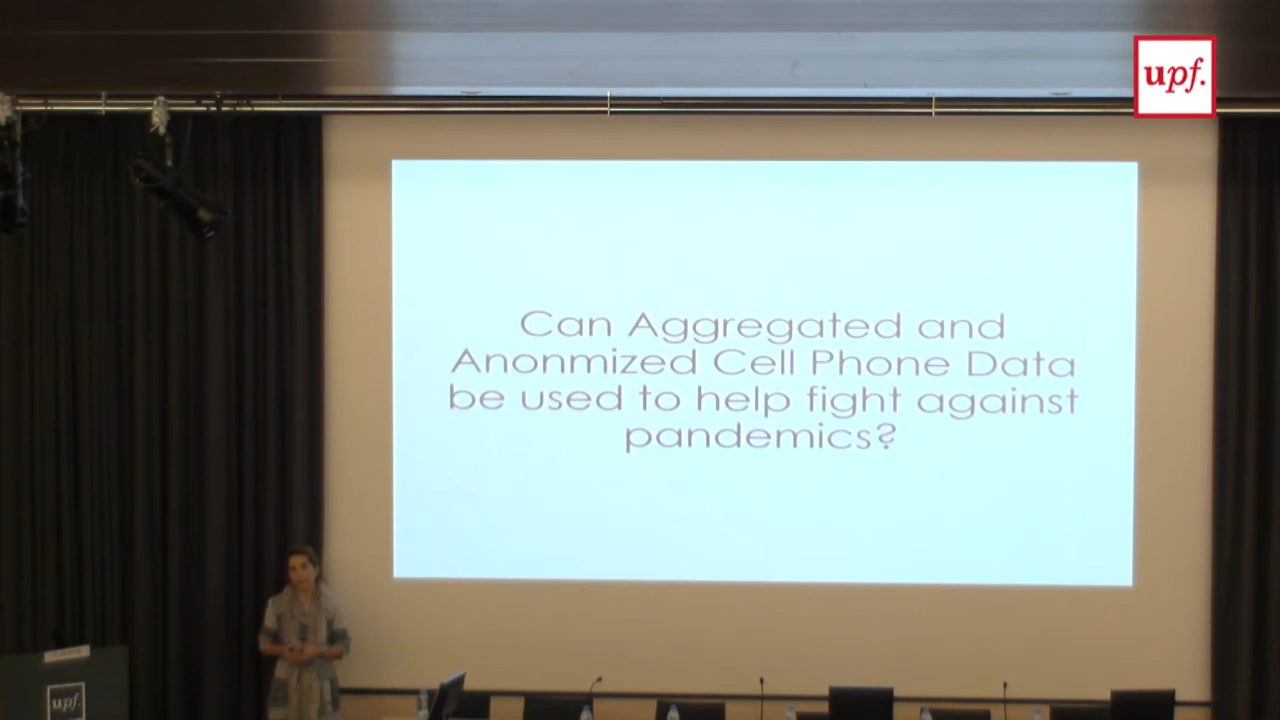 upf.
Can Aggregated and
Anonmized Cell Phone Data
be used to help fight against
pandemics?
upf.